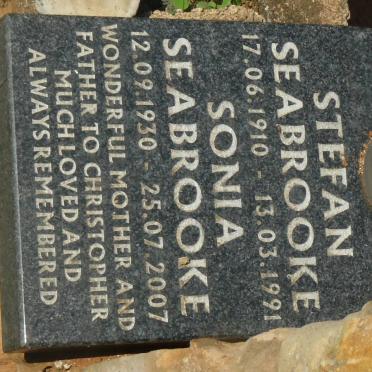 STEFAN
SEABROOKE
17.06.1910 - 13.03.1991
SONIA
SEABROOKE
12.09.1930 - 25.07.2007
WONDERFUL MOTHER AND
FATHER TO CHRISTOPHER
MUCH LOVED AND
ALWAYS REMEMBERED